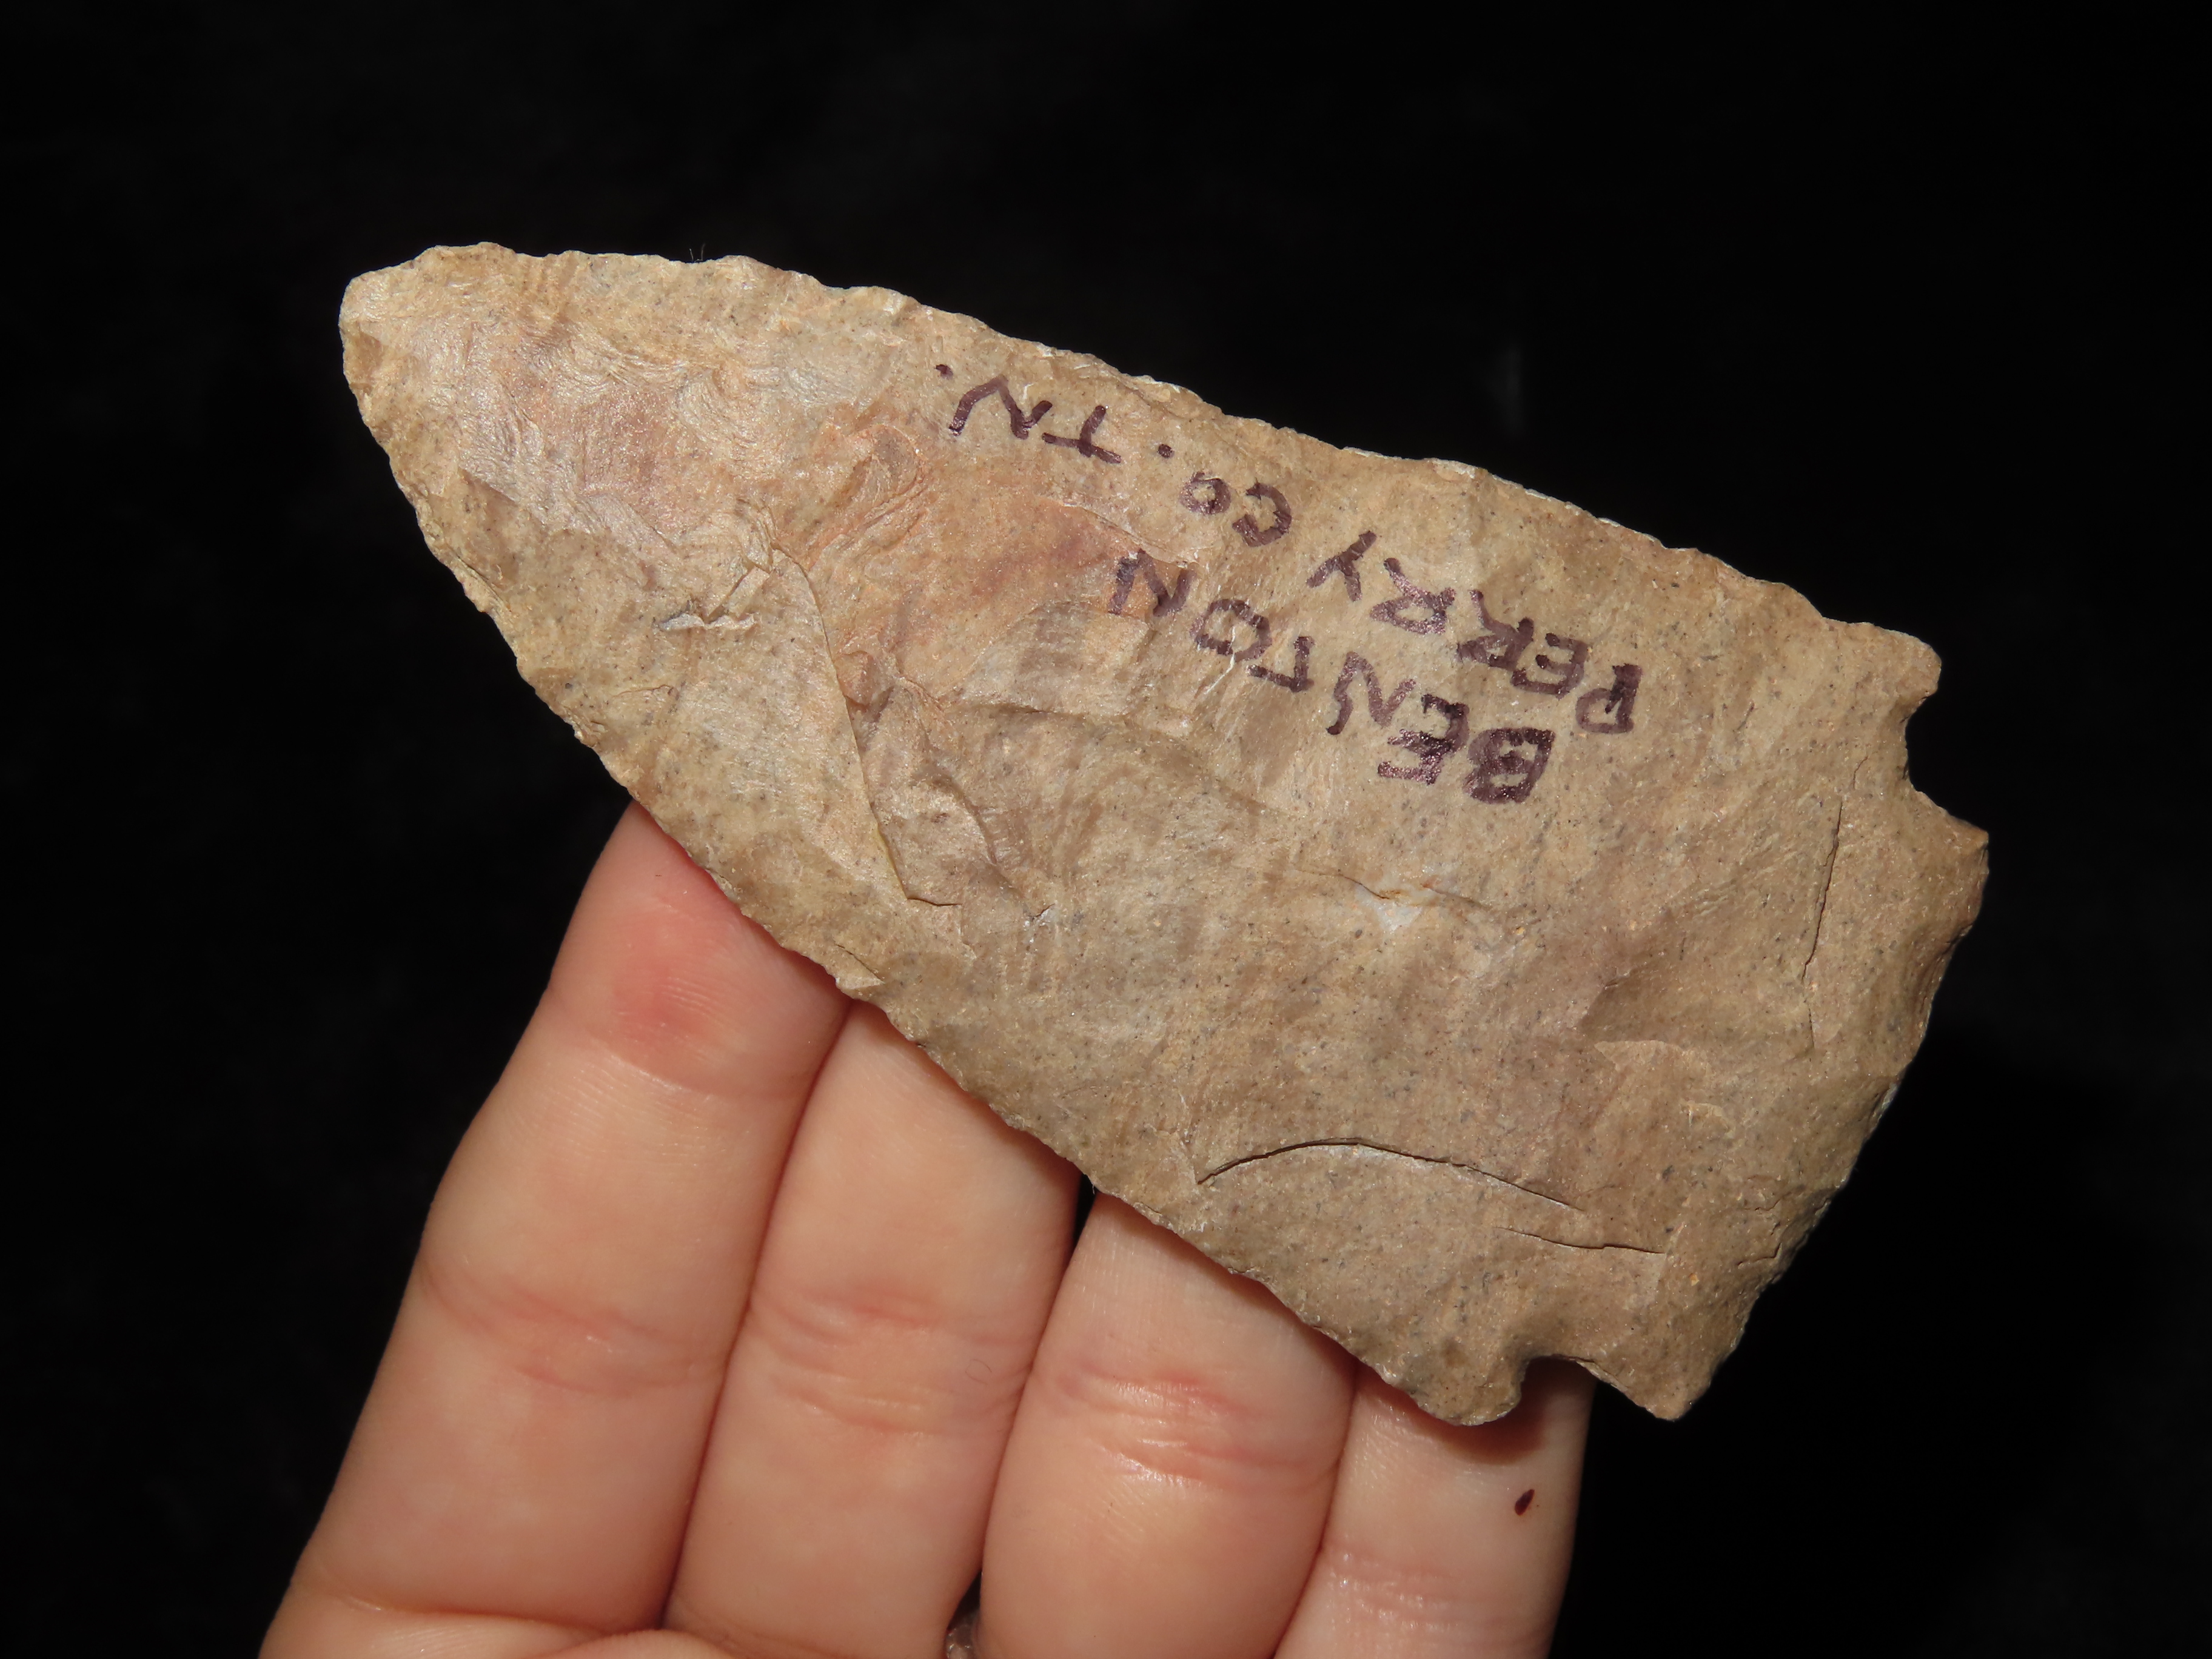 BENTON
PERRY CO. TN.